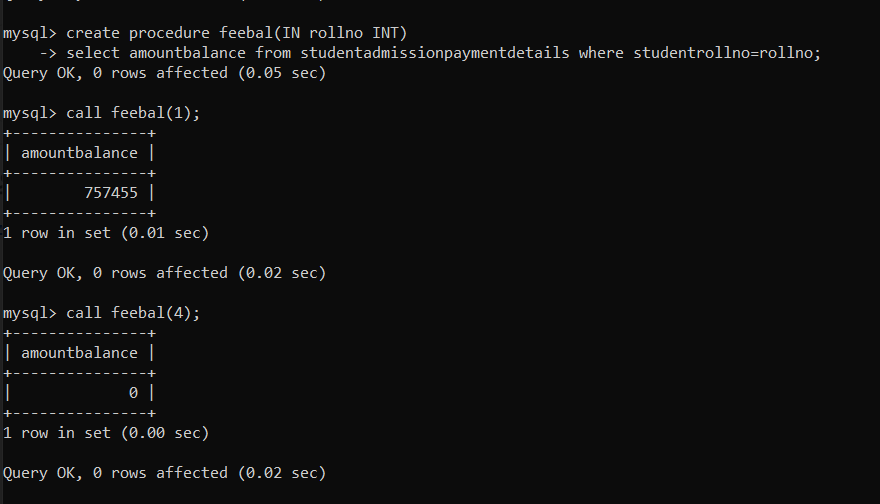 mysql> create procedure feebal(IN rollno INT)
    -> select amountbalance from studentadmissionpaymentdetails where studentrollno=rollno;
Query OK, 0 rows affected (0.05 sec)

mysql> call feebal(1);
+---------------+
| amountbalance |
+---------------+
|        757455 |
+---------------+
1 row in set (0.01 sec)

Query OK, 0 rows affected (0.02 sec)

mysql> call feebal(4);
+---------------+
| amountbalance |
+---------------+
|             0 |
+---------------+
1 row in set (0.00 sec)

Query OK, 0 rows affected (0.02 sec)